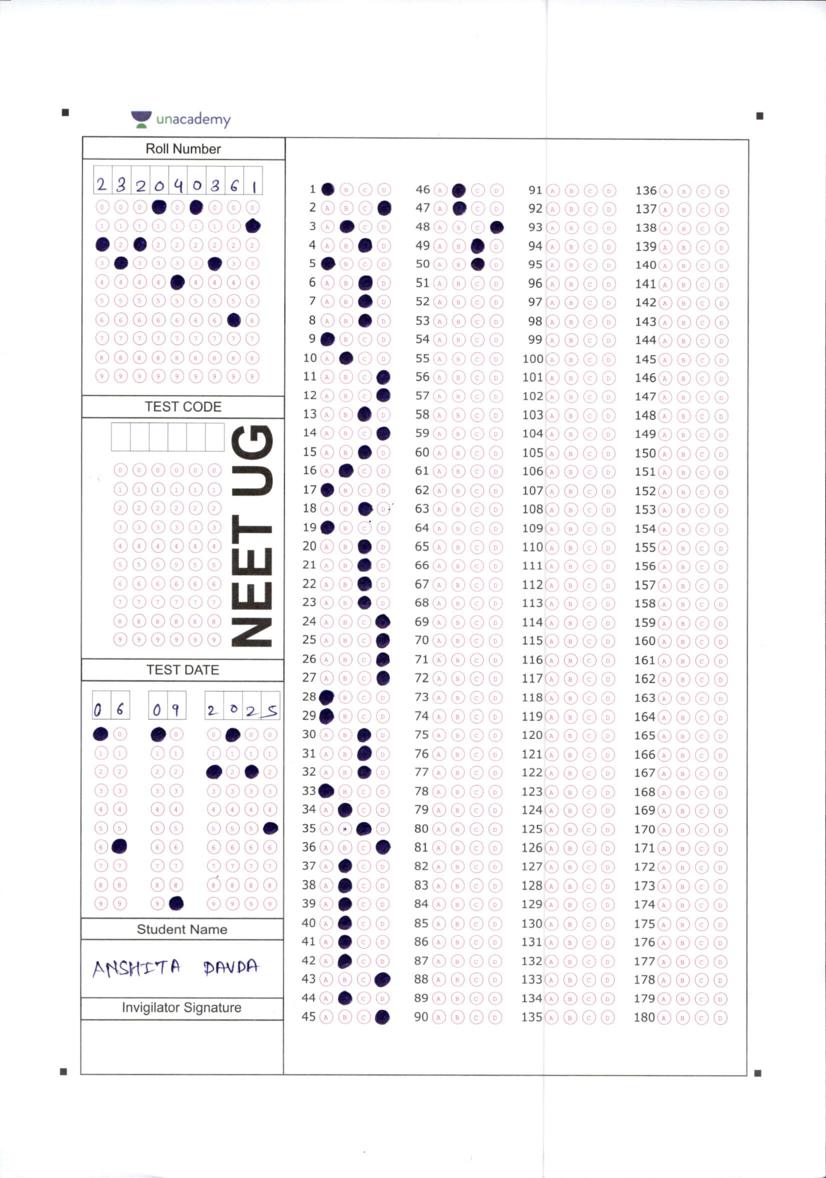 unacademy
Roll Number
2 3 2 0 4 0 3 6 1
TEST CODE
NEET UG
TEST DATE
0 6 0 9 2 0 2 5
Student Name
ANSHITA DAVDA
Invigilator Signature
1 B C D
2 A B C
3 A C D
4 A B D
5 B C D
6 A B D
7 A B D
8 A B D
9 B C D
10 A C D
11 A B C
12 A B C
13 A B D
14 A B C
15 A B D
16 A C D
17 B C D
18 A B D
19 B C D
20 A B D
21 A B D
22 A B D
23 A B D
24 A B C
25 A B C
26 A B C
27 A B C
28 B C D
29 B C D
30 A B D
31 A B D
32 A B D
33 B C D
34 A C D
35 A D
36 A B C
37 A C D
38 A C D
39 A C D
40 A C D
41 A C D
42 A C D
43 A B C
44 A C D
45 A B C
46 A C D
47 A C D
48 A B C
49 A B D
50 A B D
51 A B C D
52 A B C D
53 A B C D
54 A B C D
55 A B C D
56 A B C D
57 A B C D
58 A B C D
59 A B C D
60 A B C D
61 A B C D
62 A B C D
63 A B C D
64 A B C D
65 A B C D
66 A B C D
67 A B C D
68 A B C D
69 A B C D
70 A B C D
71 A B C D
72 A B C D
73 A B C D
74 A B C D
75 A B C D
76 A B C D
77 A B C D
78 A B C D
79 A B C D
80 A B C D
81 A B C D
82 A B C D
83 A B C D
84 A B C D
85 A B C D
86 A B C D
87 A B C D
88 A B C D
89 A B C D
90 A B C D
91 A B C D
92 A B C D
93 A B C D
94 A B C D
95 A B C D
96 A B C D
97 A B C D
98 A B C D
99 A B C D
100 A B C D
101 A B C D
102 A B C D
103 A B C D
104 A B C D
105 A B C D
106 A B C D
107 A B C D
108 A B C D
109 A B C D
110 A B C D
111 A B C D
112 A B C D
113 A B C D
114 A B C D
115 A B C D
116 A B C D
117 A B C D
118 A B C D
119 A B C D
120 A B C D
121 A B C D
122 A B C D
123 A B C D
124 A B C D
125 A B C D
126 A B C D
127 A B C D
128 A B C D
129 A B C D
130 A B C D
131 A B C D
132 A B C D
133 A B C D
134 A B C D
135 A B C D
136 A B C D
137 A B C D
138 A B C D
139 A B C D
140 A B C D
141 A B C D
142 A B C D
143 A B C D
144 A B C D
145 A B C D
146 A B C D
147 A B C D
148 A B C D
149 A B C D
150 A B C D
151 A B C D
152 A B C D
153 A B C D
154 A B C D
155 A B C D
156 A B C D
157 A B C D
158 A B C D
159 A B C D
160 A B C D
161 A B C D
162 A B C D
163 A B C D
164 A B C D
165 A B C D
166 A B C D
167 A B C D
168 A B C D
169 A B C D
170 A B C D
171 A B C D
172 A B C D
173 A B C D
174 A B C D
175 A B C D
176 A B C D
177 A B C D
178 A B C D
179 A B C D
180 A B C D